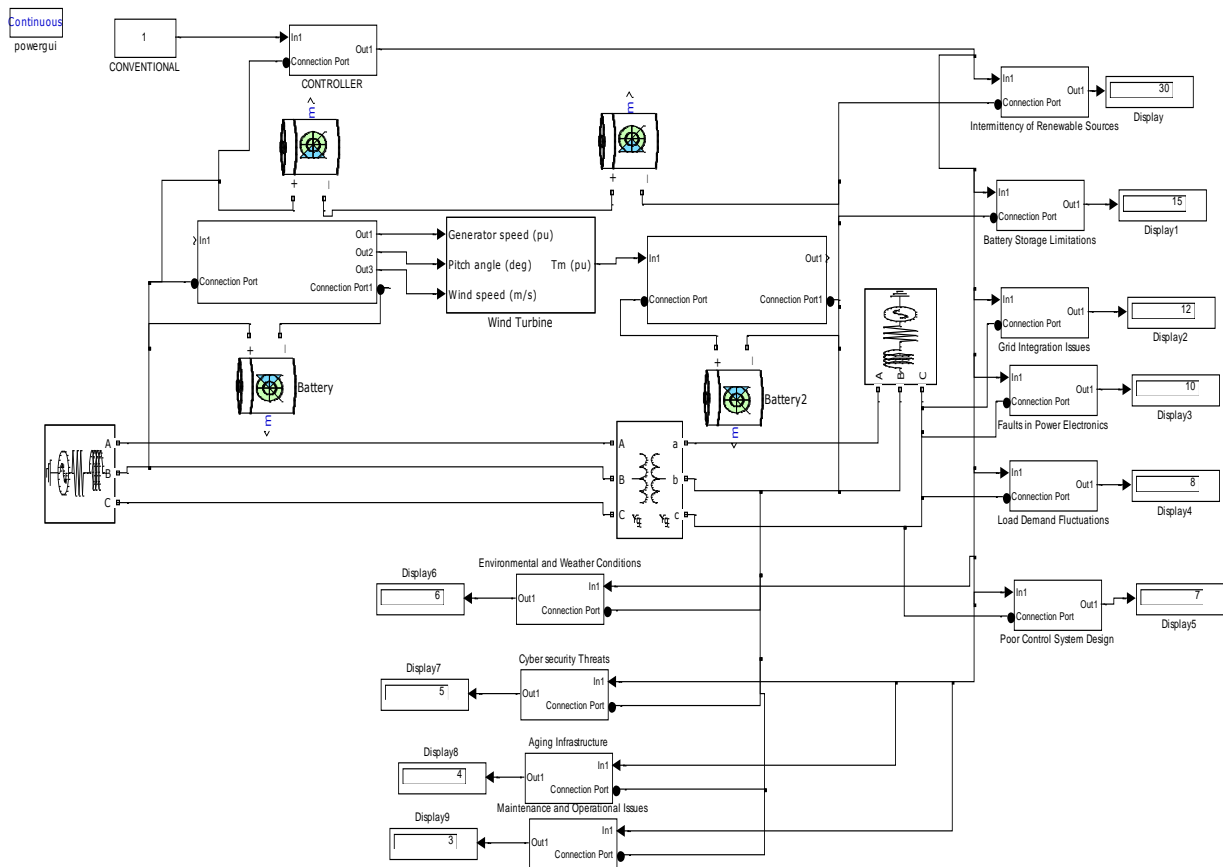 Continuous
powergui
1
CONVENTIONAL
In1
Connection Port
Out1
CONTROLLER
In1
Connection Port
Out1
Intermittency of Renewable Sources
30
Display
m
+
m
+
In1
Connection Port
Out1
Out2
Out3
Connection Port1
Generator speed (pu)
Pitch angle (deg)
Wind speed (m/s)
Tm (pu)
Wind Turbine
In1
Connection Port
Out1
Connection Port1
In1
Connection Port
Out1
Battery Storage Limitations
15
Display1
In1
Connection Port
Out1
Grid Integration Issues
12
Display2
+
m
Battery
+
m
Battery2
A
B
C
In1
Connection Port
Out1
Faults in Power Electronics
10
Display3
A
B
C
A
B
C
a
b
c
Yg
Yg
In1
Connection Port
Out1
Load Demand Fluctuations
8
Display4
Environmental and Weather Conditions
In1
Connection Port
Out1
Display6
6
In1
Connection Port
Out1
Poor Control System Design
7
Display5
Cyber security Threats
In1
Connection Port
Out1
Display7
5
Aging Infrastructure
In1
Connection Port
Out1
Display8
4
Maintenance and Operational Issues
In1
Connection Port
Out1
Display9
3